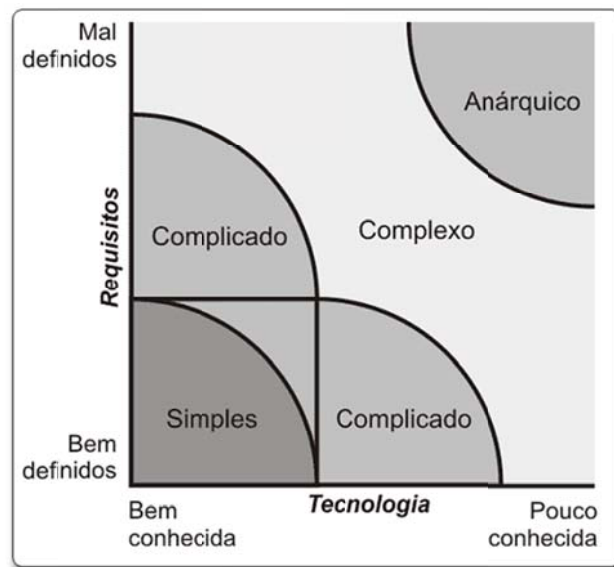 Mal
definidos
Anárquico
Complicado
Complexo
Requisitos
Simples
Complicado
Bem
definidos
Bem
conhecida
Tecnologia
Pouco
conhecida